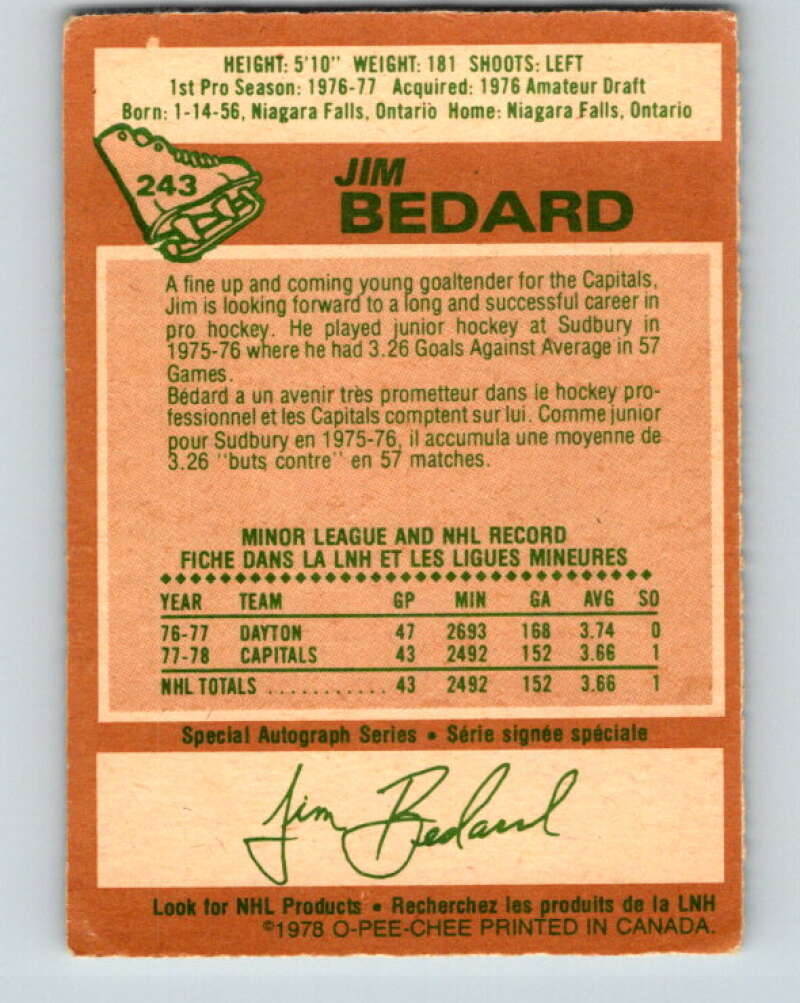 HEIGHT: 5'10" WEIGHT: 181 SHOOTS: LEFT
1st Pro Season: 1976-77 Acquired: 1976 Amateur Draft
Born: 1-14-56, Niagara Falls, Ontario Home: Niagara Falls, Ontario
243
JIM
BEDARD
A fine up and coming young goaltender for the Capitals,
Jim is looking forward to a long and successful career in
pro hockey. He played junior hockey at Sudbury in
1975-76 where he had 3.26 Goals Against Average in 57
Games.
Bédard a un avenir très prometteur dans le hockey pro-
fessionnel et les Capitals comptent sur lui. Comme junior
pour Sudbury en 1975-76, il accumula une moyenne de
3.26 "buts contre" en 57 matches.
MINOR LEAGUE AND NHL RECORD
FICHE DANS LA LNH ET LES LIGUES MINEURES
YEAR TEAM GP MIN GA AVG SO
76-77 DAYTON 47 2693 168 3.74 0
77-78 CAPITALS 43 2492 152 3.66 1
NHL TOTALS ........... 43 2492 152 3.66 1
Special Autograph Series • Série signée spéciale
Jim Bedard
Look for NHL Products • Recherchez les produits de la LNH
©1978 O-PEE-CHEE PRINTED IN CANADA.